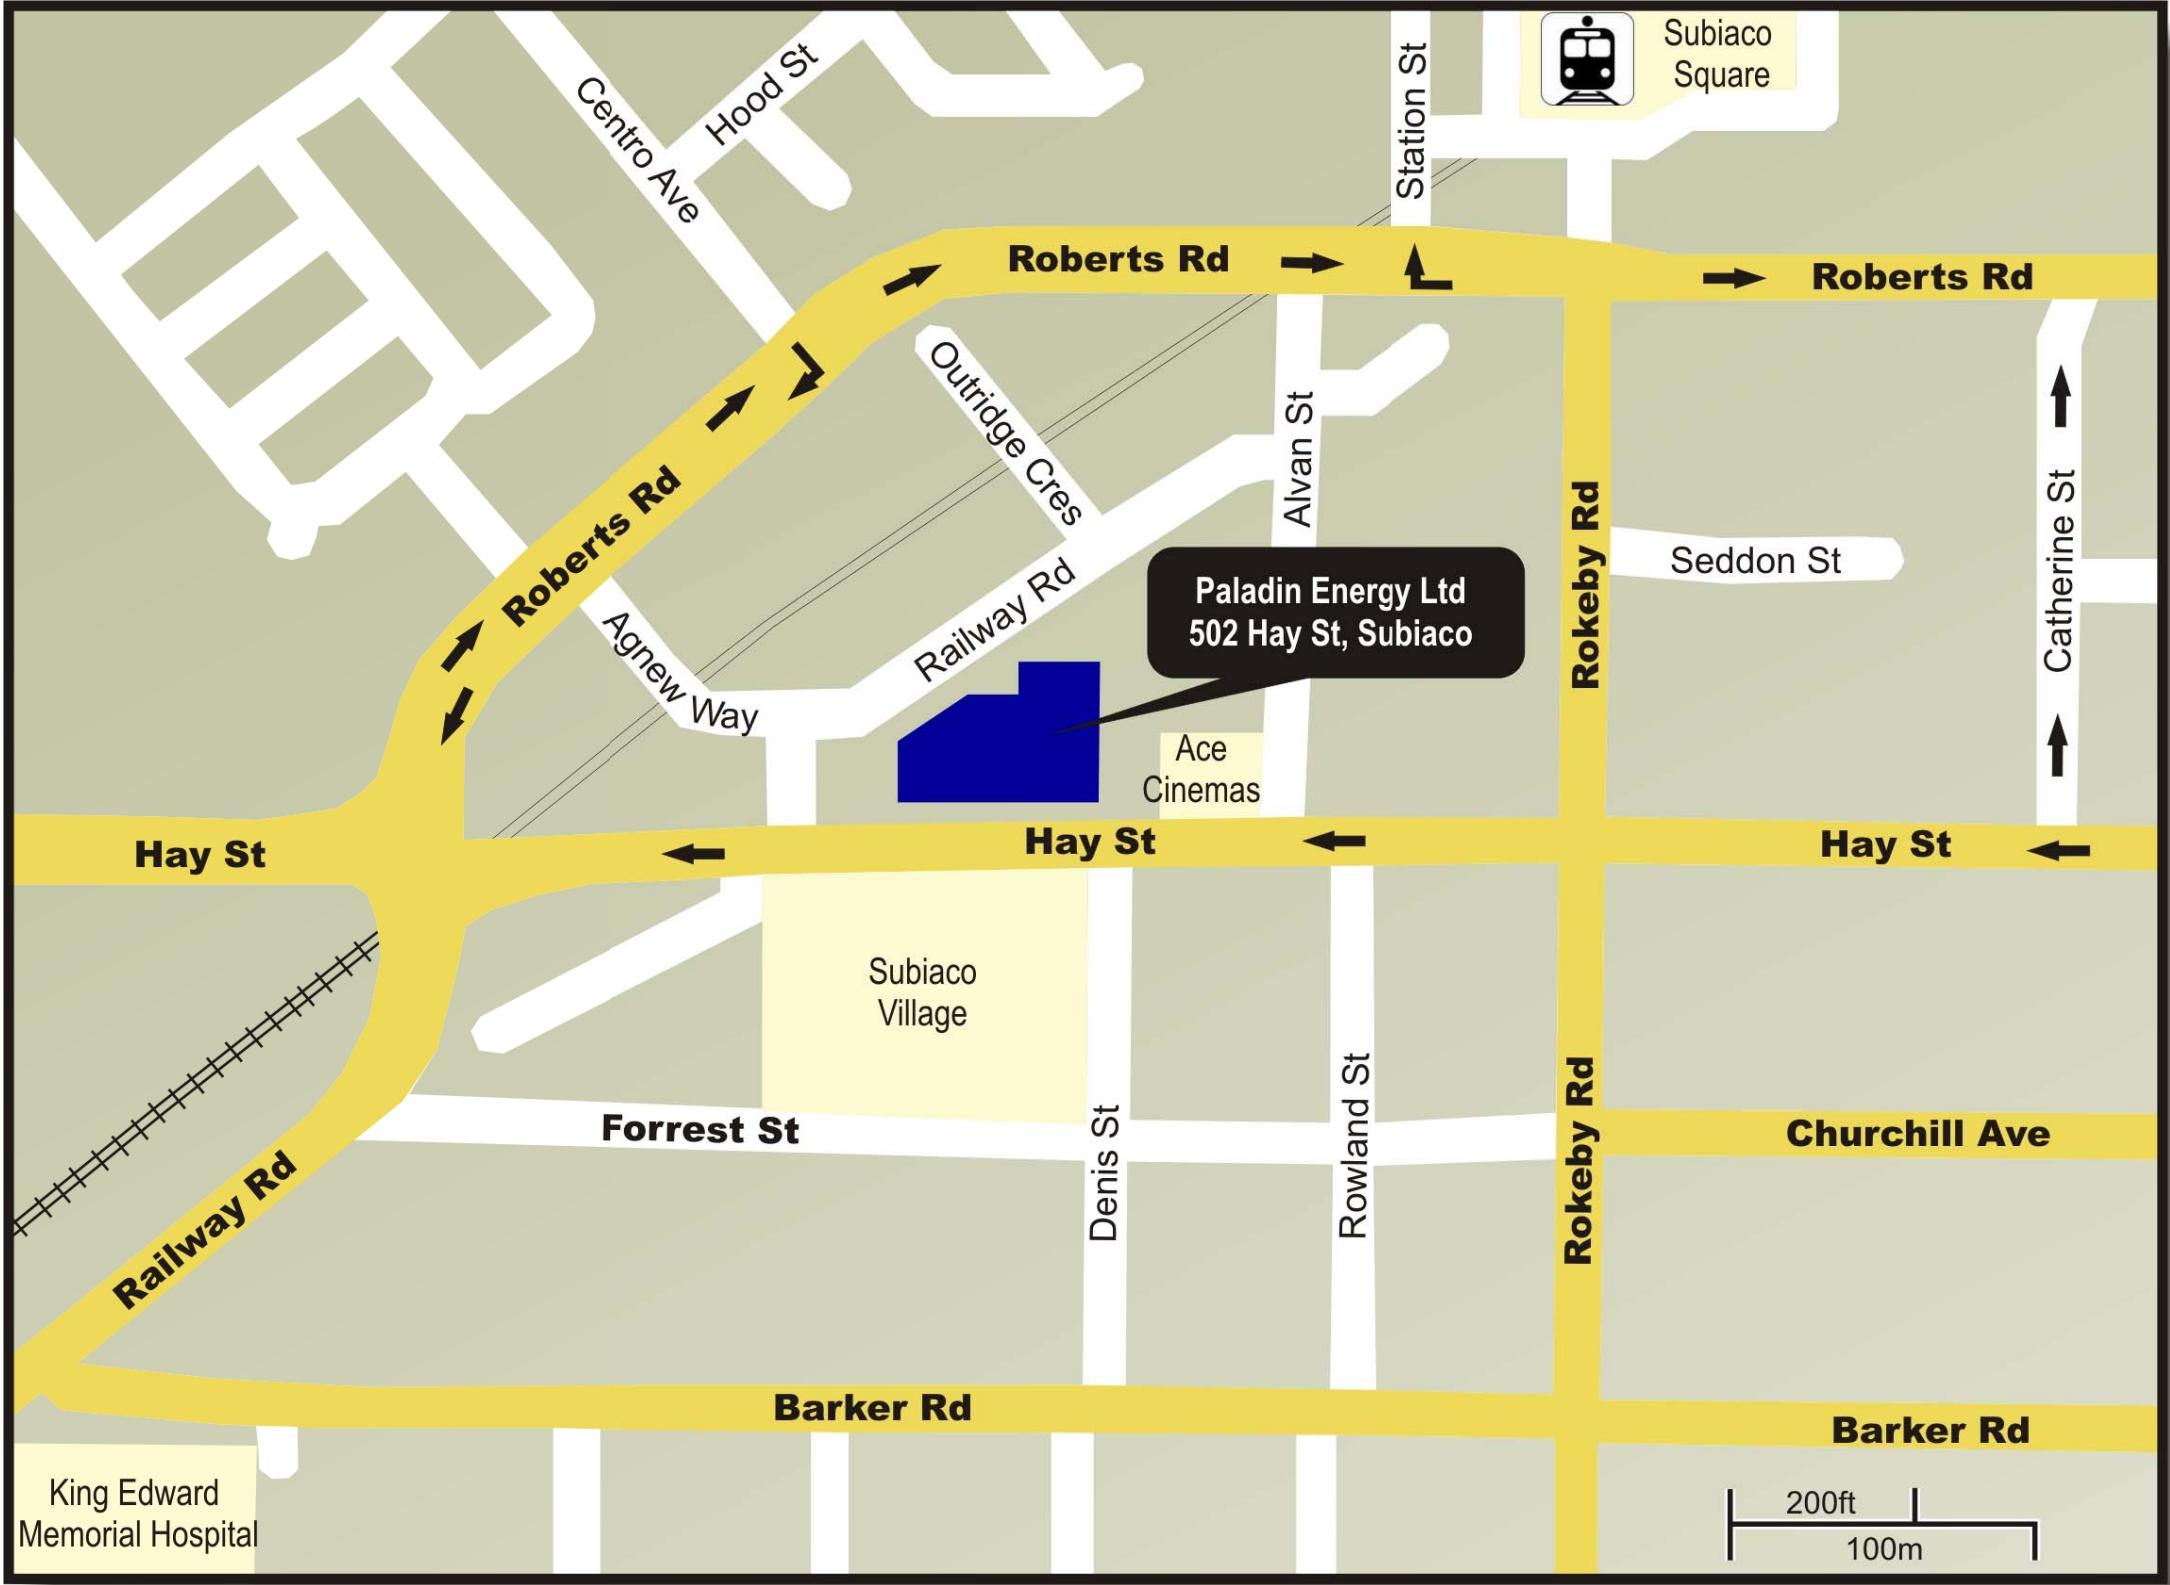 Subiaco
Square
Station St
Hood St
Centro Ave
Roberts Rd
Roberts Rd
Outridge Cres
Alvan St
Roberts Rd
Rokeby Rd
Seddon St
Catherine St
Railway Rd
Agnew Way
Paladin Energy Ltd
502 Hay St, Subiaco
Ace
Cinemas
Hay St
Hay St
Hay St
Subiaco
Village
Forrest St
Denis St
Rowland St
Rokeby Rd
Churchill Ave
Railway Rd
Barker Rd
Barker Rd
King Edward
Memorial Hospital
200ft
100m